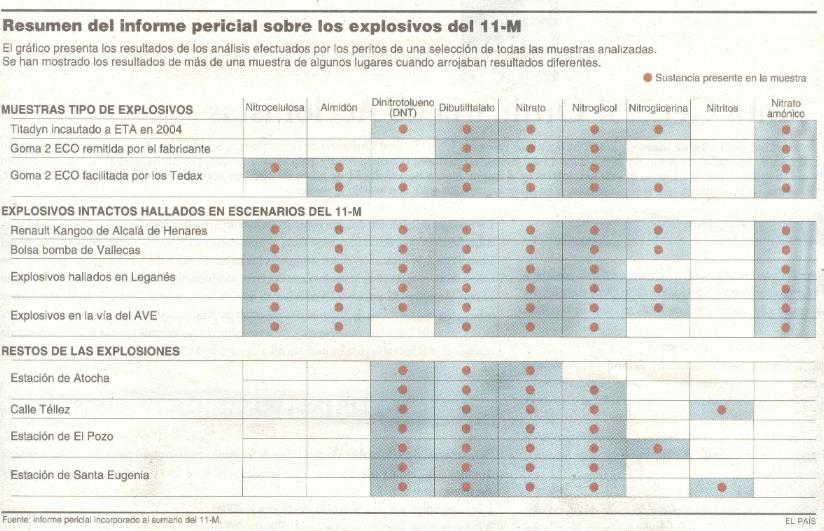 Resumen del informe pericial sobre los explosivos del 11-M
El gráfico presenta los resultados de los análisis efectuados por los peritos de una selección de todas las muestras analizadas.
Se han mostrado los resultados de más de una muestra de algunos lugares cuando arrojaban resultados diferentes.
Sustancia presente en la muestra
MUESTRAS TIPO DE EXPLOSIVOS
Nitrocelulosa
Almidón
Dinitrotolueno
(DNT)
Dibutilftalato
Nitrato
Nitroglicol
Nitroglicerina
Nitritos
Nitrato
amónico
Titadyn incautado a ETA en 2004
Goma 2 ECO remitida por el fabricante
Goma 2 ECO facilitada por los Tedax
EXPLOSIVOS INTACTOS HALLADOS EN ESCENARIOS DEL 11-M
Renault Kangoo de Alcalá de Henares
Bolsa bomba de Vallecas
Explosivos hallados en Leganés
Explosivos en la vía del AVE
RESTOS DE LAS EXPLOSIONES
Estación de Atocha
Calle Téllez
Estación de El Pozo
Estación de Santa Eugenia
Fuente: informe pericial incorporado al sumario del 11-M.
EL PAÍS